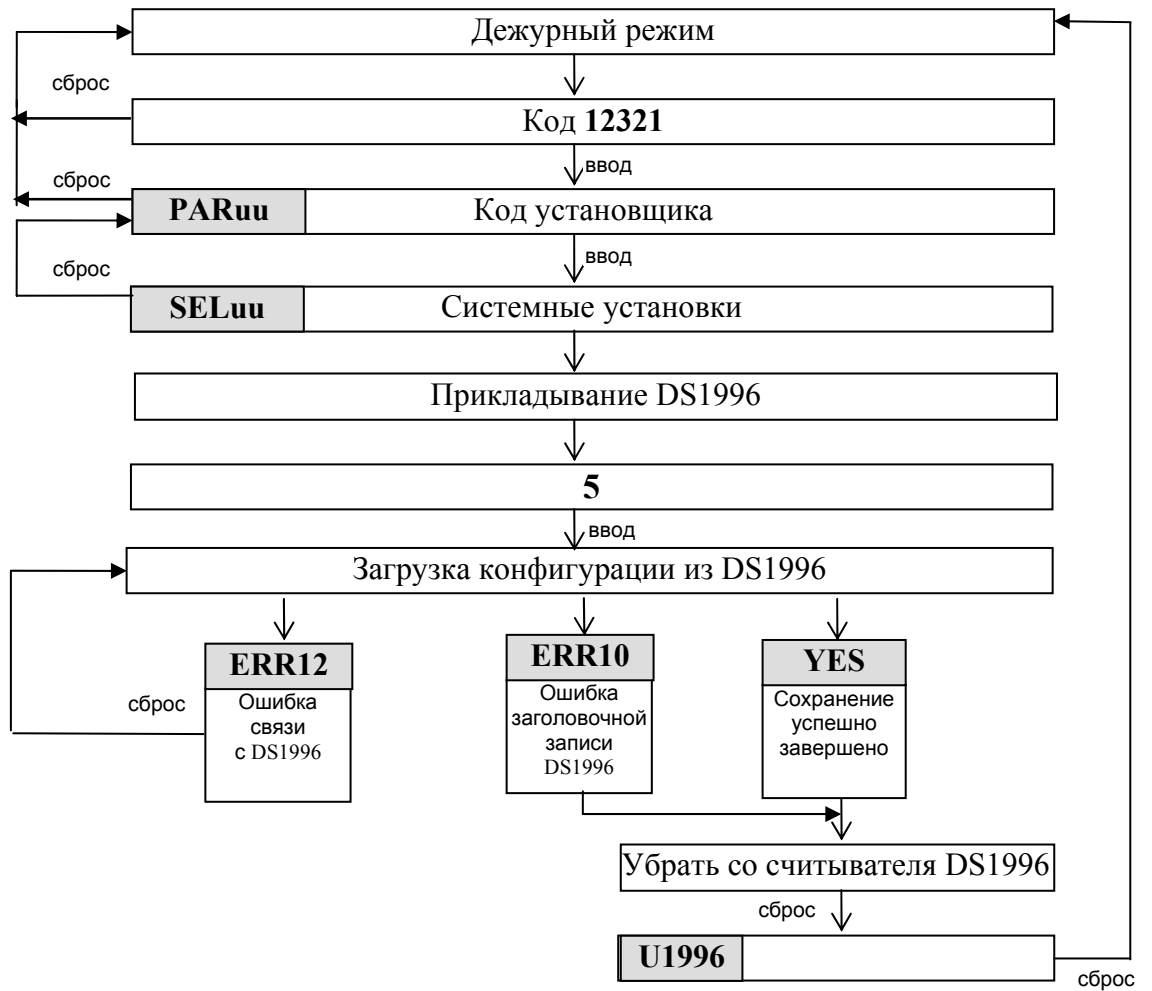 Дежурный режим
сброс
Код 12321
ввод
сброс
PARuu Код установщика
ввод
сброс
SELuu Системные установки
Прикладывание DS1996
5
ввод
Загрузка конфигурации из DS1996
ERR12
Ошибка
связи
с DS1996
сброс
ERR10
Ошибка
заголовочной
записи
DS1996
YES
Сохранение
успешно
завершено
Убрать со считывателя DS1996
сброс
U1996
сброс